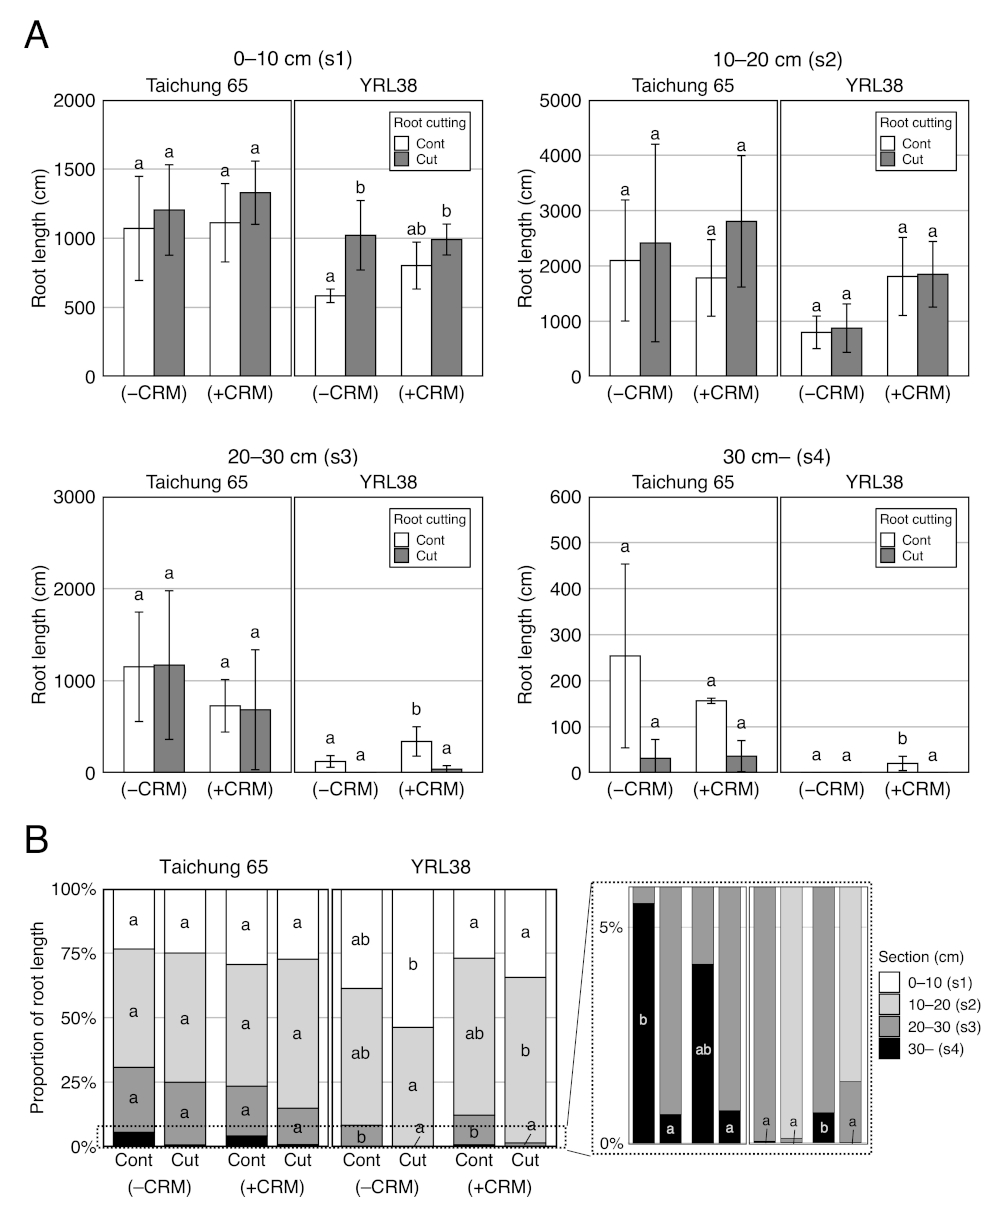 A
0–10 cm (s1)
Taichung 65 YRL38
2000
1500
1000
500
0
Root length (cm)
Root cutting
Cont
Cut
a a a a a b ab b
(−CRM) (+CRM) (−CRM) (+CRM)
10–20 cm (s2)
Taichung 65 YRL38
5000
4000
3000
2000
1000
0
Root length (cm)
Root cutting
Cont
Cut
a a a a a a a a
(−CRM) (+CRM) (−CRM) (+CRM)
20–30 cm (s3)
Taichung 65 YRL38
3000
2000
1000
0
Root length (cm)
Root cutting
Cont
Cut
a a a a a a b a
(−CRM) (+CRM) (−CRM) (+CRM)
30 cm– (s4)
Taichung 65 YRL38
600
500
400
300
200
100
0
Root length (cm)
Root cutting
Cont
Cut
a a a a a a b a
(−CRM) (+CRM) (−CRM) (+CRM)
B
Taichung 65 YRL38
100%
75%
50%
25%
0%
Proportion of root length
a a a a ab b a a
a a a a ab a ab b
a a a a b a b a
Cont Cut Cont Cut Cont Cut Cont Cut
(−CRM) (+CRM) (−CRM) (+CRM)
5%
0%
b a ab a a a b a
Section (cm)
0–10 (s1)
10–20 (s2)
20–30 (s3)
30– (s4)